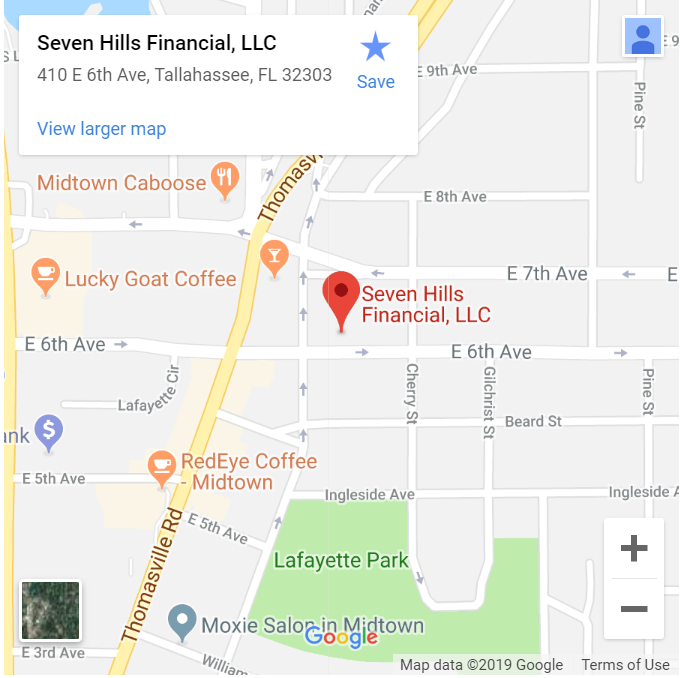 Seven Hills Financial, LLC
410 E 6th Ave, Tallahassee, FL 32303
Save
View larger map
S L
E 9th Ave
E 9
Pine St
Thomasvi
Midtown Caboose
Thomasv
E 8th Ave
Lucky Goat Coffee
E 7th Ave
E
Seven Hills
Financial, LLC
E 6th Ave
E 6th Ave
Lafayette Cir
Cherry St
Gilchrist St
Pine St
Beard St
ank
$
RedEye Coffee
- Midtown
E 5th Ave
Ingleside Ave
Ingleside A
E 5th Ave
Thomasville Rd
Lafayette Park
Moxie Salon in Midtown
Google
E 3rd Ave
William
Map data ©2019 Google
Terms of Use